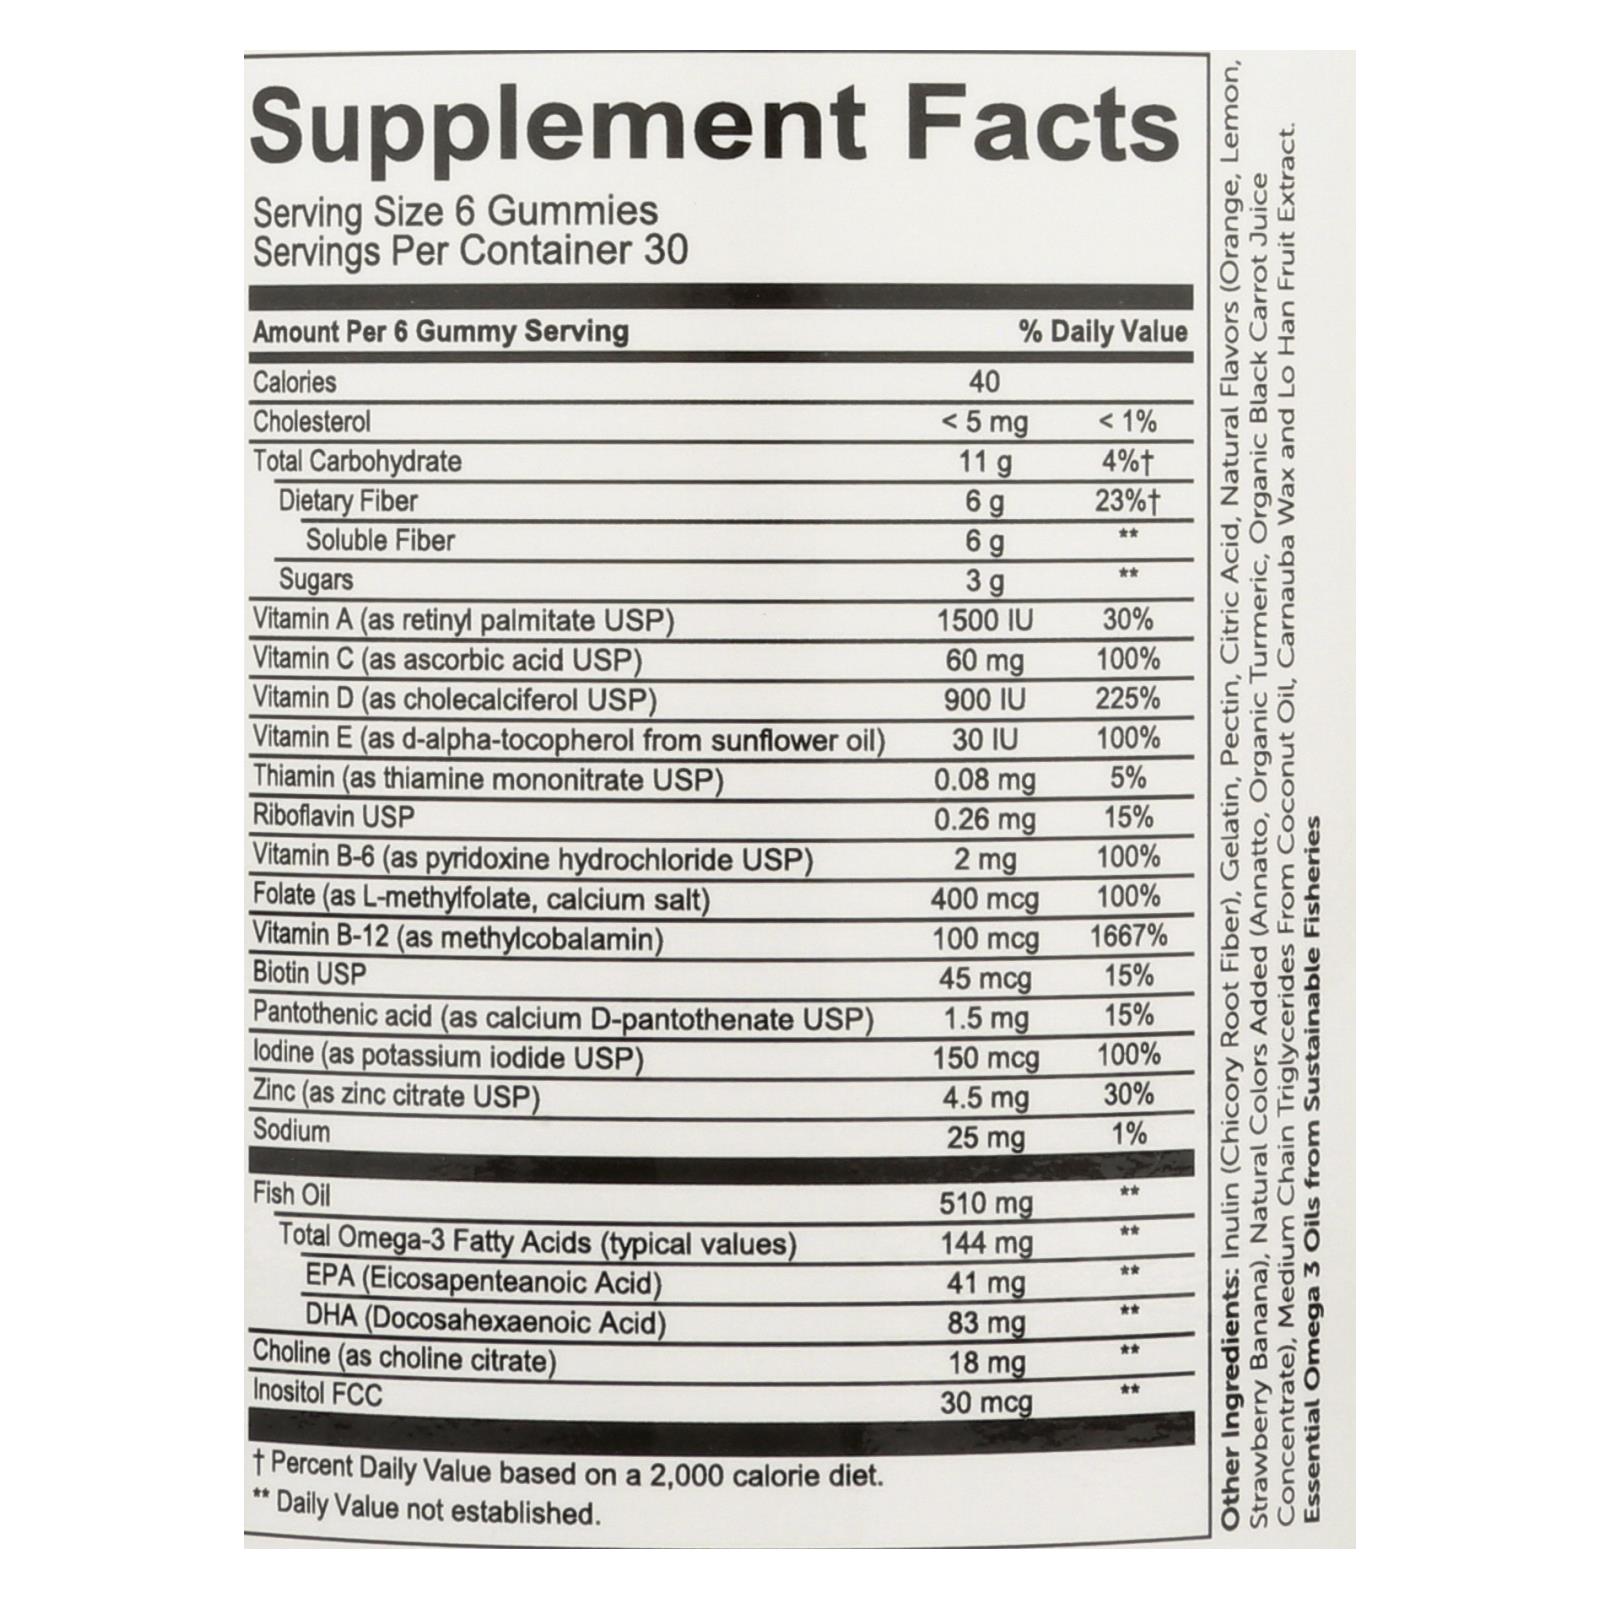 Supplement Facts
Serving Size 6 Gummies
Servings Per Container 30
Amount Per 6 Gummy Serving % Daily Value
Calories 40
Cholesterol < 5 mg < 1%
Total Carbohydrate 11 g 4%†
Dietary Fiber 6 g 23%†
Soluble Fiber 6 g **
Sugars 3 g **
Vitamin A (as retinyl palmitate USP) 1500 IU 30%
Vitamin C (as ascorbic acid USP) 60 mg 100%
Vitamin D (as cholecalciferol USP) 900 IU 225%
Vitamin E (as d-alpha-tocopherol from sunflower oil) 30 IU 100%
Thiamin (as thiamine mononitrate USP) 0.08 mg 5%
Riboflavin USP 0.26 mg 15%
Vitamin B-6 (as pyridoxine hydrochloride USP) 2 mg 100%
Folate (as L-methylfolate, calcium salt) 400 mcg 100%
Vitamin B-12 (as methylcobalamin) 100 mcg 1667%
Biotin USP 45 mcg 15%
Pantothenic acid (as calcium D-pantothenate USP) 1.5 mg 15%
Iodine (as potassium iodide USP) 150 mcg 100%
Zinc (as zinc citrate USP) 4.5 mg 30%
Sodium 25 mg 1%
Fish Oil 510 mg **
Total Omega-3 Fatty Acids (typical values) 144 mg **
EPA (Eicosapenteanoic Acid) 41 mg **
DHA (Docosahexaenoic Acid) 83 mg **
Choline (as choline citrate) 18 mg **
Inositol FCC 30 mcg **
† Percent Daily Value based on a 2,000 calorie diet.
** Daily Value not established.
Other Ingredients: Inulin (Chicory Root Fiber), Gelatin, Pectin, Citric Acid, Natural Flavors (Orange, Lemon,
Strawberry Banana), Natural Colors Added (Annatto, Organic Turmeric, Organic Black Carrot Juice
Concentrate), Medium Chain Triglycerides From Coconut Oil, Carnauba Wax and Lo Han Fruit Extract.
Essential Omega 3 Oils from Sustainable Fisheries